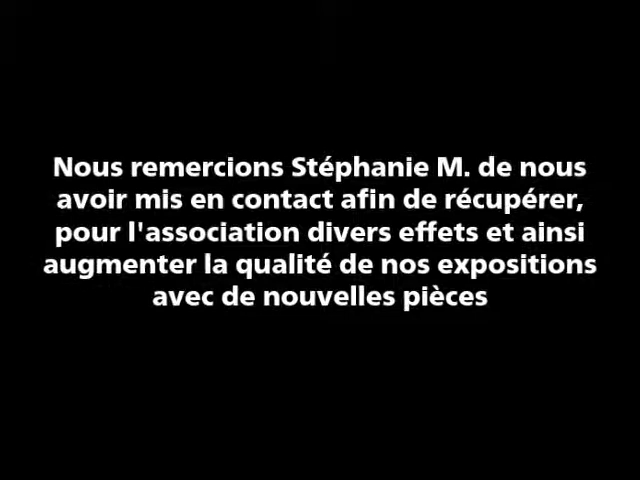 Nous remercions Stéphanie M. de nous
avoir mis en contact afin de récupérer,
pour l'association divers effets et ainsi
augmenter la qualité de nos expositions
avec de nouvelles pièces